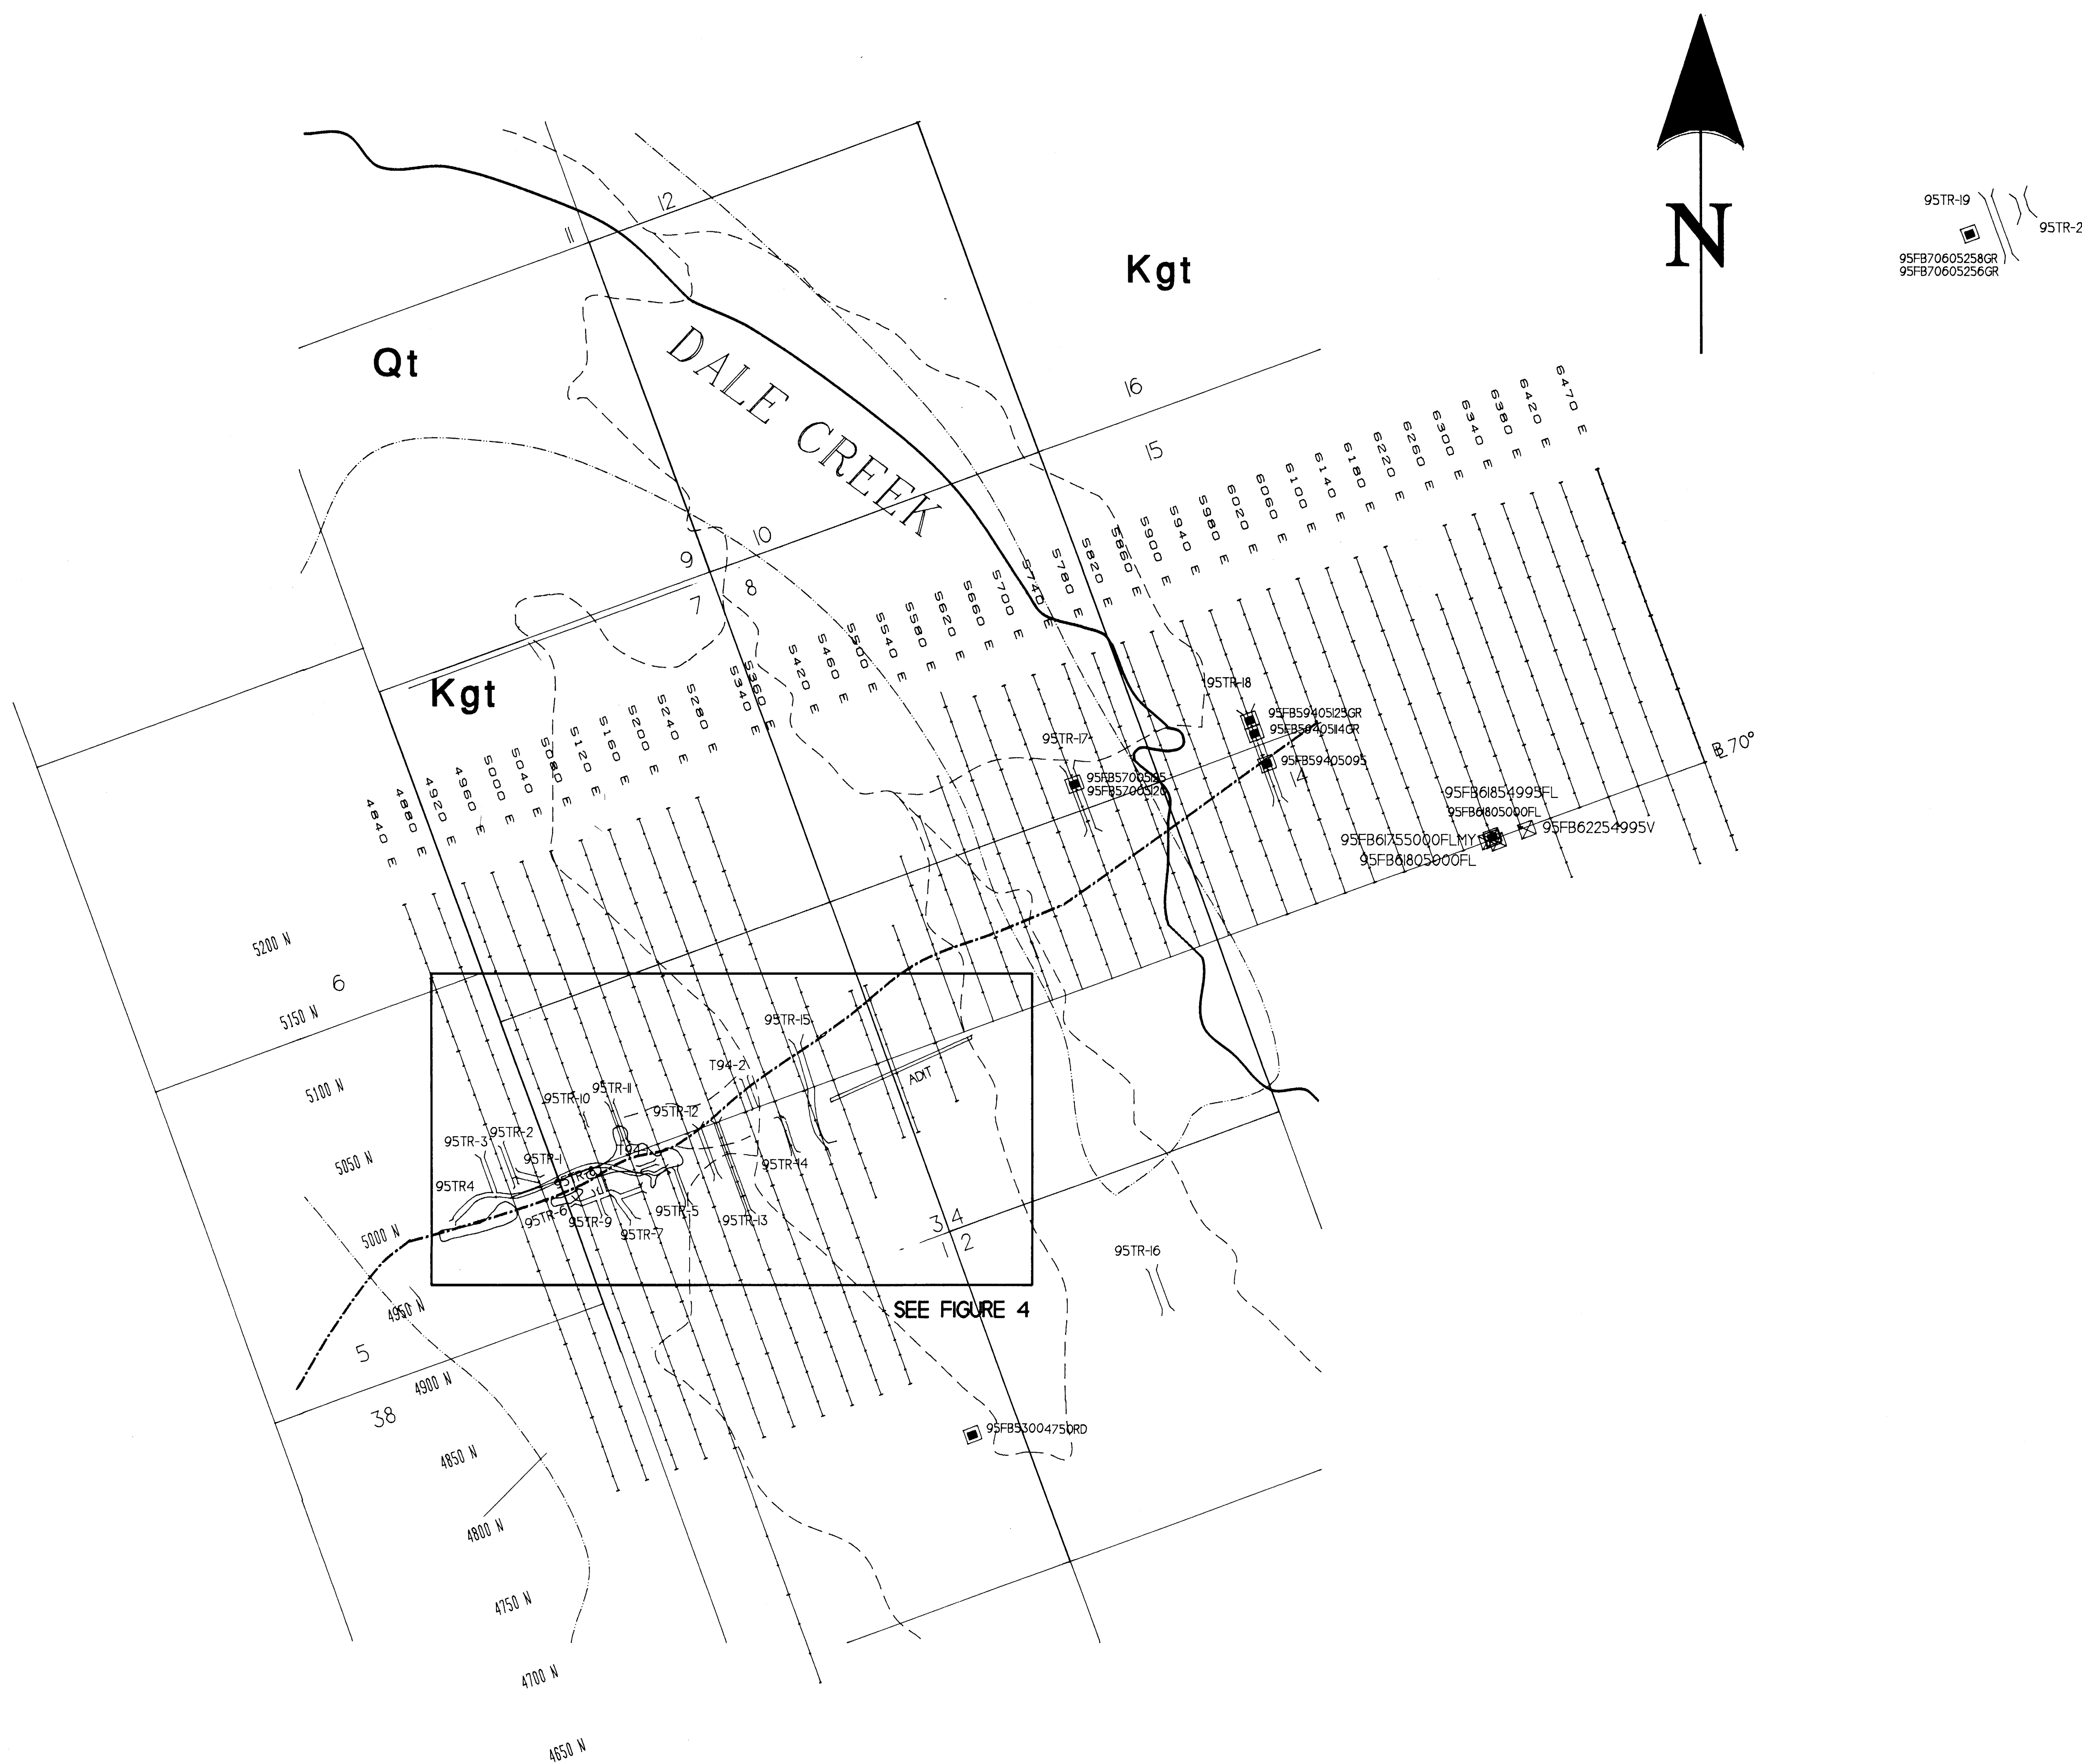 12
11
N
95TR-19
95TR-2
95FB70605258GR
95FB70605256GR
Kgt
Qt
DALE CREEK
16
15
9
10
7
8
Kgt
4840 E
4880 E
4920 E
4960 E
5000 E
5040 E
5080 E
5120 E
5160 E
5200 E
5240 E
5280 E
5340 E
5360 E
5420 E
5460 E
5500 E
5540 E
5580 E
5620 E
5660 E
5700 E
5740 E
5780 E
5820 E
5860 E
5900 E
5940 E
5980 E
6020 E
6060 E
6100 E
6140 E
6180 E
6220 E
6260 E
6300 E
6340 E
6380 E
6420 E
6470 E
95TR-18
95FB59405125GR
95FB59405114GR
95FB59405095
14
95TR-17
95FB57005125
95FB57005120
70°
95FB61854995FL
95FB61805000FL
95FB62254995V
95FB61755000FLMY
95FB61805000FL
5200 N
6
5150 N
5100 N
5050 N
5000 N
4950 N
4900 N
4850 N
4800 N
4750 N
4700 N
4650 N
5
38
95TR-15
T94-2
ADIT
95TR-11
95TR-10
95TR-12
95TR-2
95TR-3
95TR-1
95TR4
95TR-14
95TR-6
95TR-9
95TR-5
95TR-7
95TR-13
3 4
1 2
SEE FIGURE 4
95TR-16
95FB53004750RD